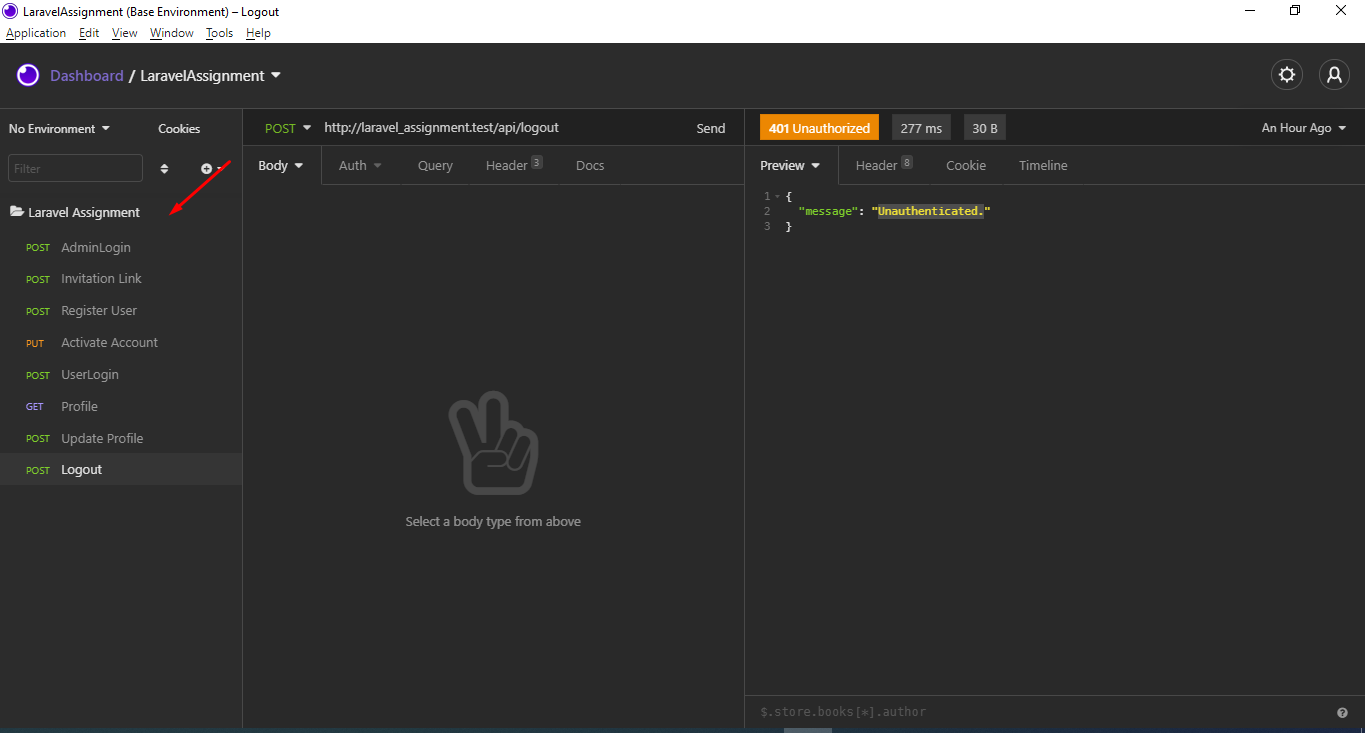 LaravelAssignment (Base Environment) – Logout
Application Edit View Window Tools Help
Dashboard / LaravelAssignment
No Environment Cookies
Filter
Laravel Assignment
POST AdminLogin
POST Invitation Link
POST Register User
PUT Activate Account
POST UserLogin
GET Profile
POST Update Profile
POST Logout
POST http://laravel_assignment.test/api/logout Send
Body Auth Query Header 3 Docs
Select a body type from above
401 Unauthorized 277 ms 30 B An Hour Ago
Preview Header 8 Cookie Timeline
1 {
2 "message": "Unauthenticated."
3 }
$.store.books[*].author